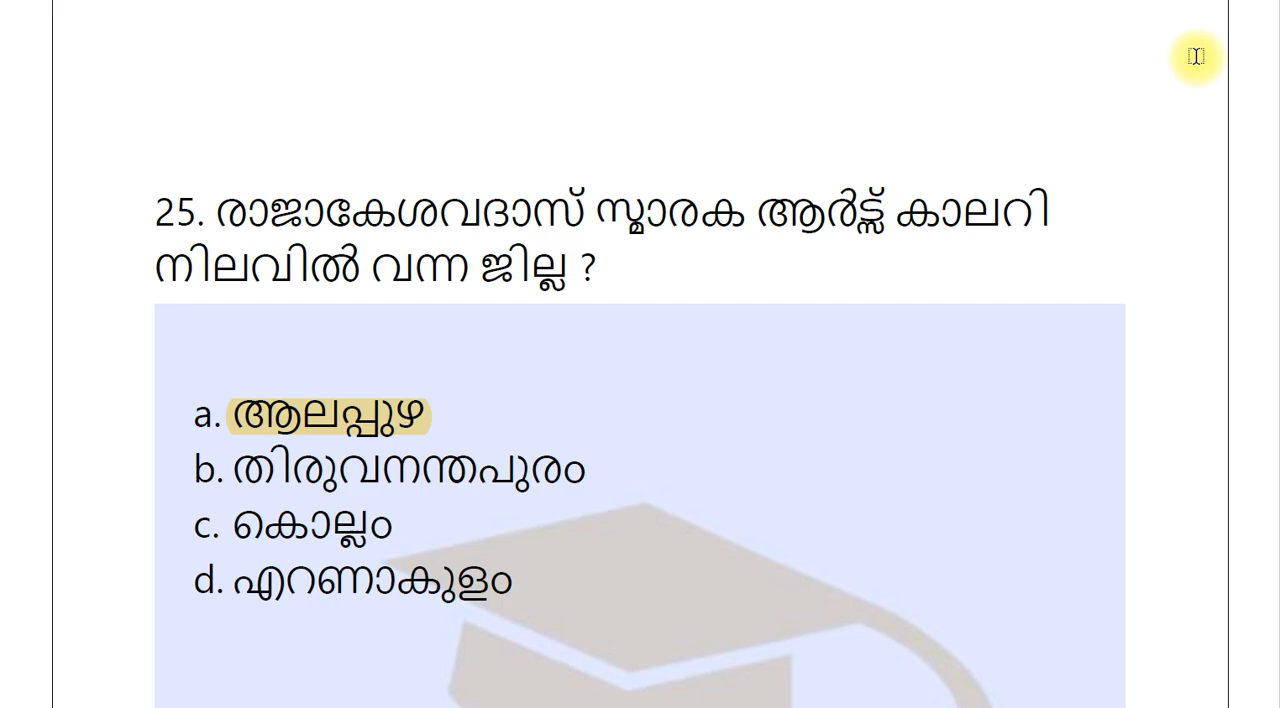 25. രാജാകേശവദാസ് സ്മാരക ആർട്ട്സ് കാലറി
നിലവിൽ വന്ന ജില്ല ?
a. ആലപ്പുഴ
b. തിരുവനന്തപുരം
c. കൊല്ലം
d. എറണാകുളം